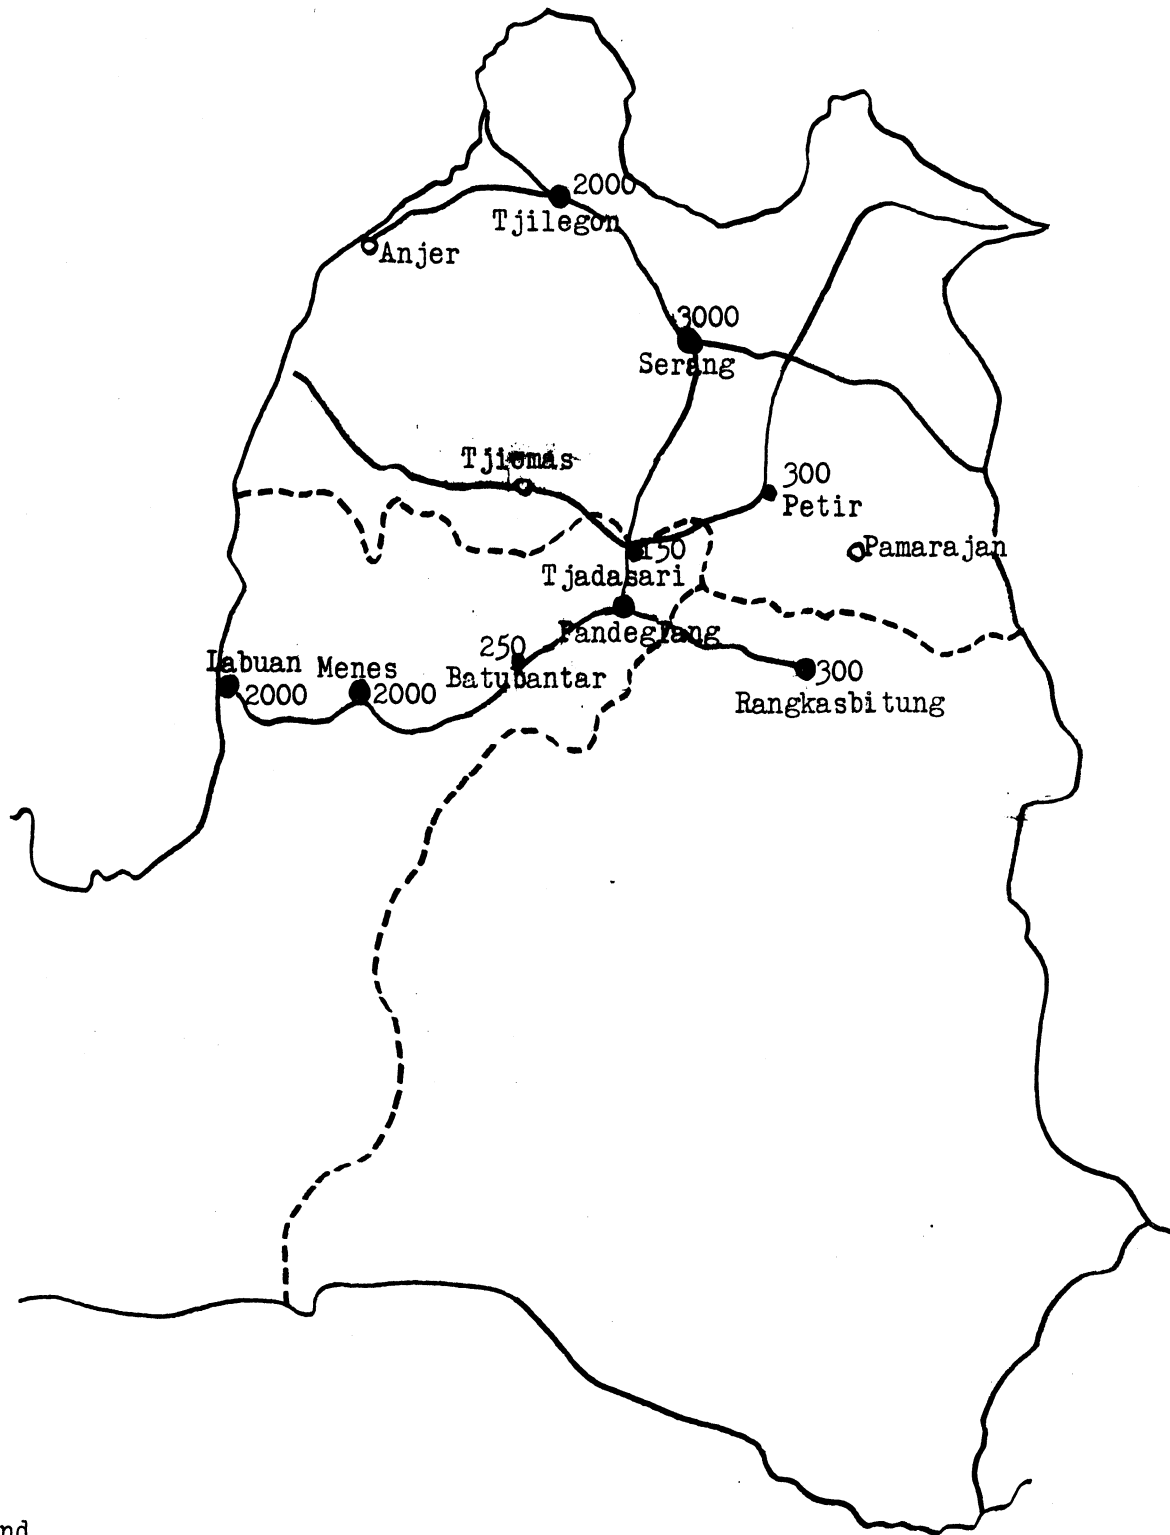 2000
Tjilegon
Anjer
3000
Serang
Tjiomas
300
Petir
150
Pamarajan
Tjadasari
Pandeglang
250
Labuan Menes
Batubantar
300
2000
2000
Rangkasbitung
nd